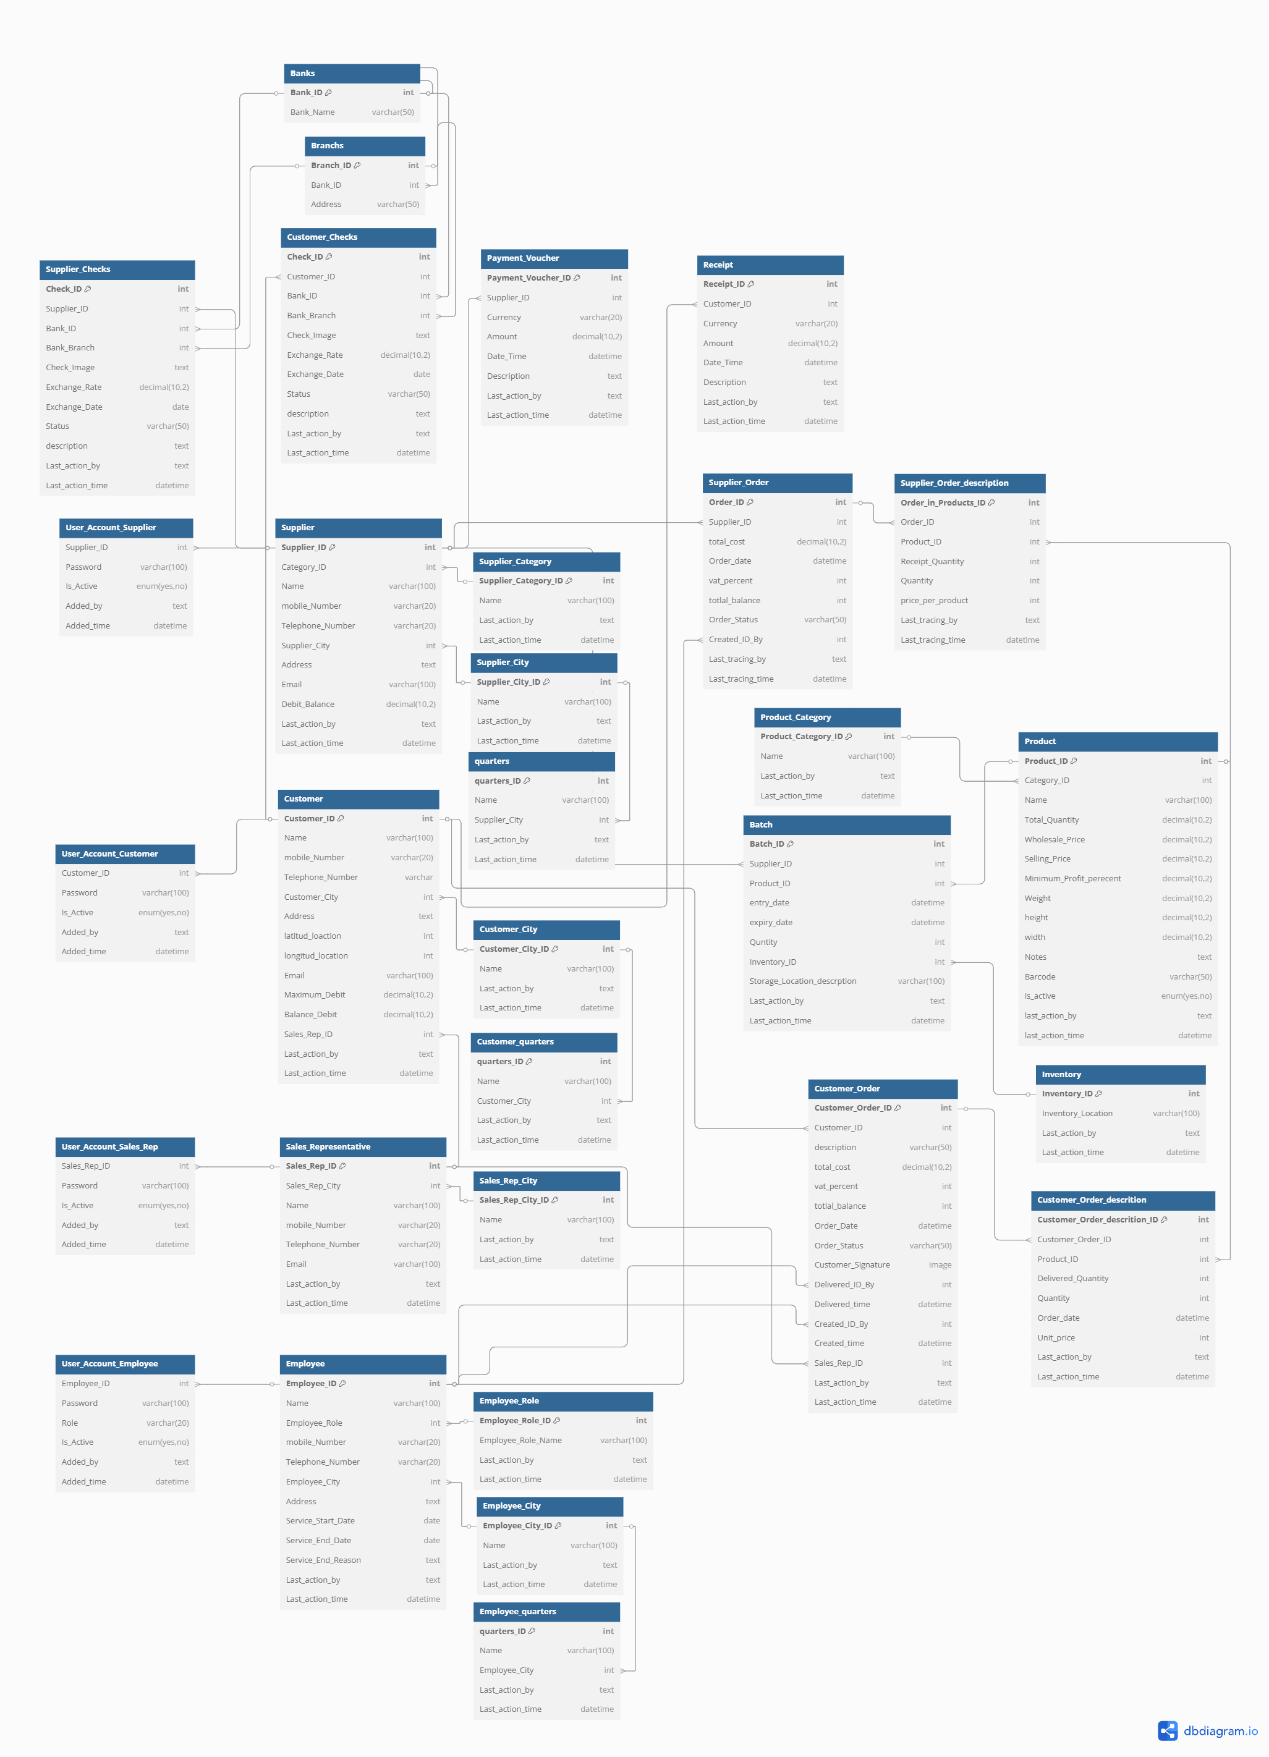 Banks
Bank_ID int
Bank_Name varchar(50)
Branchs
Branch_ID int
Bank_ID int
Address varchar(50)
Customer_Checks
Check_ID int
Customer_ID int
Bank_ID int
Bank_Branch int
Check_Image text
Exchange_Rate decimal(10,2)
Exchange_Date date
Status varchar(50)
description text
Last_action_by text
Last_action_time datetime
Payment_Voucher
Payment_Voucher_ID int
Supplier_ID int
Currency varchar(20)
Amount decimal(10,2)
Date_Time datetime
Description text
Last_action_by text
Last_action_time datetime
Receipt
Receipt_ID int
Customer_ID int
Currency varchar(20)
Amount decimal(10,2)
Date_Time datetime
Description text
Last_action_by text
Last_action_time datetime
Supplier_Checks
Check_ID int
Supplier_ID int
Bank_ID int
Bank_Branch int
Check_Image text
Exchange_Rate decimal(10,2)
Exchange_Date date
Status varchar(50)
description text
Last_action_by text
Last_action_time datetime
Supplier_Order
Order_ID int
Supplier_ID int
total_cost decimal(10,2)
Order_date datetime
vat_percent int
totlal_balance int
Order_Status varchar(50)
Created_ID_By int
Last_tracing_by text
Last_tracing_time datetime
Supplier_Order_description
Order_in_Products_ID int
Order_ID int
Product_ID int
Receipt_Quantity int
Quantity int
price_per_product int
Last_tracing_by text
Last_tracing_time datetime
User_Account_Supplier
Supplier_ID int
Password varchar(100)
Is_Active enum(yes,no)
Added_by text
Added_time datetime
Supplier
Supplier_ID int
Category_ID int
Name varchar(100)
mobile_Number varchar(20)
Telephone_Number varchar(20)
Supplier_City int
Address text
Email varchar(100)
Debit_Balance decimal(10,2)
Last_action_by text
Last_action_time datetime
Supplier_Category
Supplier_Category_ID int
Name varchar(100)
Last_action_by text
Last_action_time datetime
Supplier_City
Supplier_City_ID int
Name varchar(100)
Last_action_by text
Last_action_time datetime
quarters
quarters_ID int
Name varchar(100)
Supplier_City int
Last_action_by text
Last_action_time datetime
Product_Category
Product_Category_ID int
Name varchar(100)
Last_action_by text
Last_action_time datetime
Product
Product_ID int
Category_ID int
Name varchar(100)
Total_Quantity decimal(10,2)
Wholesale_Price decimal(10,2)
Selling_Price decimal(10,2)
Minimum_Profit_perecent decimal(10,2)
Weight decimal(10,2)
height decimal(10,2)
width decimal(10,2)
Notes text
Barcode varchar(50)
is_active enum(yes,no)
last_action_by text
last_action_time datetime
Batch
Batch_ID int
Supplier_ID int
Product_ID int
entry_date datetime
expiry_date datetime
Quntity int
Inventory_ID int
Storage_Location_descrption varchar(100)
Last_action_by text
Last_action_time datetime
Customer
Customer_ID int
Name varchar(100)
mobile_Number varchar(20)
Telephone_Number varchar
Customer_City int
Address text
latitud_loaction int
longitud_location int
Email varchar(100)
Maximum_Debit decimal(10,2)
Balance_Debit decimal(10,2)
Sales_Rep_ID int
Last_action_by text
Last_action_time datetime
User_Account_Customer
Customer_ID int
Password varchar(100)
Is_Active enum(yes,no)
Added_by text
Added_time datetime
Customer_City
Customer_City_ID int
Name varchar(100)
Last_action_by text
Last_action_time datetime
Customer_quarters
quarters_ID int
Name varchar(100)
Customer_City int
Last_action_by text
Last_action_time datetime
Inventory
Inventory_ID int
Inventory_Location varchar(100)
Last_action_by text
Last_action_time datetime
Customer_Order
Customer_Order_ID int
Customer_ID int
description varchar(50)
total_cost decimal(10,2)
vat_percent int
totlal_balance int
Order_Date datetime
Order_Status varchar(50)
Customer_Signature image
Delivered_ID_By int
Delivered_time datetime
Created_ID_By int
Created_time datetime
Sales_Rep_ID int
Last_action_by text
Last_action_time datetime
Customer_Order_descrition
Customer_Order_descrition_ID int
Customer_Order_ID int
Product_ID int
Delivered_Quantity int
Quantity int
Order_date datetime
Unit_price int
Last_action_by text
Last_action_time datetime
User_Account_Sales_Rep
Sales_Rep_ID int
Password varchar(100)
Is_Active enum(yes,no)
Added_by text
Added_time datetime
Sales_Representative
Sales_Rep_ID int
Sales_Rep_City int
Name varchar(100)
mobile_Number varchar(20)
Telephone_Number varchar(20)
Email varchar(100)
Last_action_by text
Last_action_time datetime
Sales_Rep_City
Sales_Rep_City_ID int
Name varchar(100)
Last_action_by text
Last_action_time datetime
User_Account_Employee
Employee_ID int
Password varchar(100)
Role varchar(20)
Is_Active enum(yes,no)
Added_by text
Added_time datetime
Employee
Employee_ID int
Name varchar(100)
Employee_Role int
mobile_Number varchar(20)
Telephone_Number varchar(20)
Employee_City int
Address text
Service_Start_Date date
Service_End_Date date
Service_End_Reason text
Last_action_by text
Last_action_time datetime
Employee_Role
Employee_Role_ID int
Employee_Role_Name varchar(100)
Last_action_by text
Last_action_time datetime
Employee_City
Employee_City_ID int
Name varchar(100)
Last_action_by text
Last_action_time datetime
Employee_quarters
quarters_ID int
Name varchar(100)
Employee_City int
Last_action_by text
Last_action_time datetime
dbdiagram.io